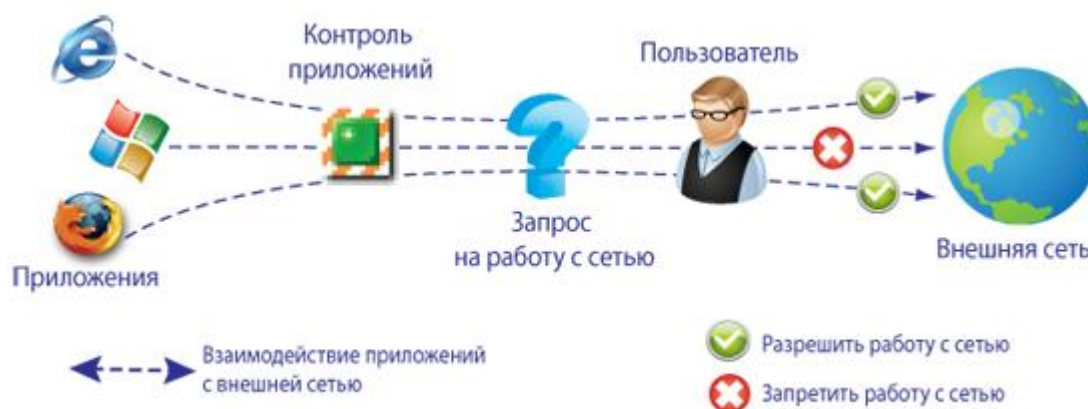 Контроль
приложений
Пользователь
Запрос
на работу с сетью
Приложения
Внешняя сеть
Взаимодействие приложений
с внешней сетью
Разрешить работу с сетью
Запретить работу с сетью